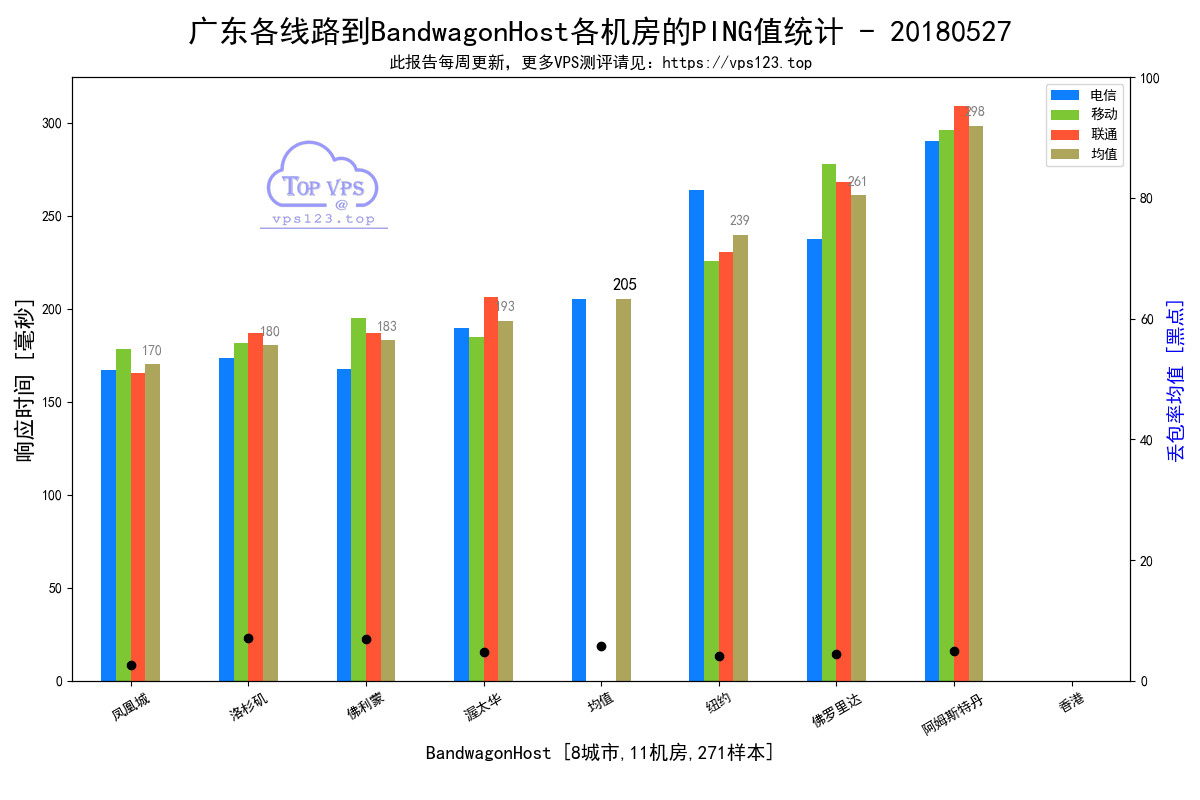 广东各线路到BandwagonHost各机房的PING值统计 - 20180527
此报告每周更新，更多VPS测评请见：https://vps123.top
电信
移动
联通
均值
TOP VPS
@
vps123.top
响应时间 [毫秒]
300
250
200
150
100
50
0
170
180
183
193
205
239
261
298
100
80
60
40
20
0
丢包率均值 [黑点]
凤凰城
洛杉矶
佛利蒙
渥太华
均值
纽约
佛罗里达
阿姆斯特丹
香港
BandwagonHost [8城市,11机房,271样本]